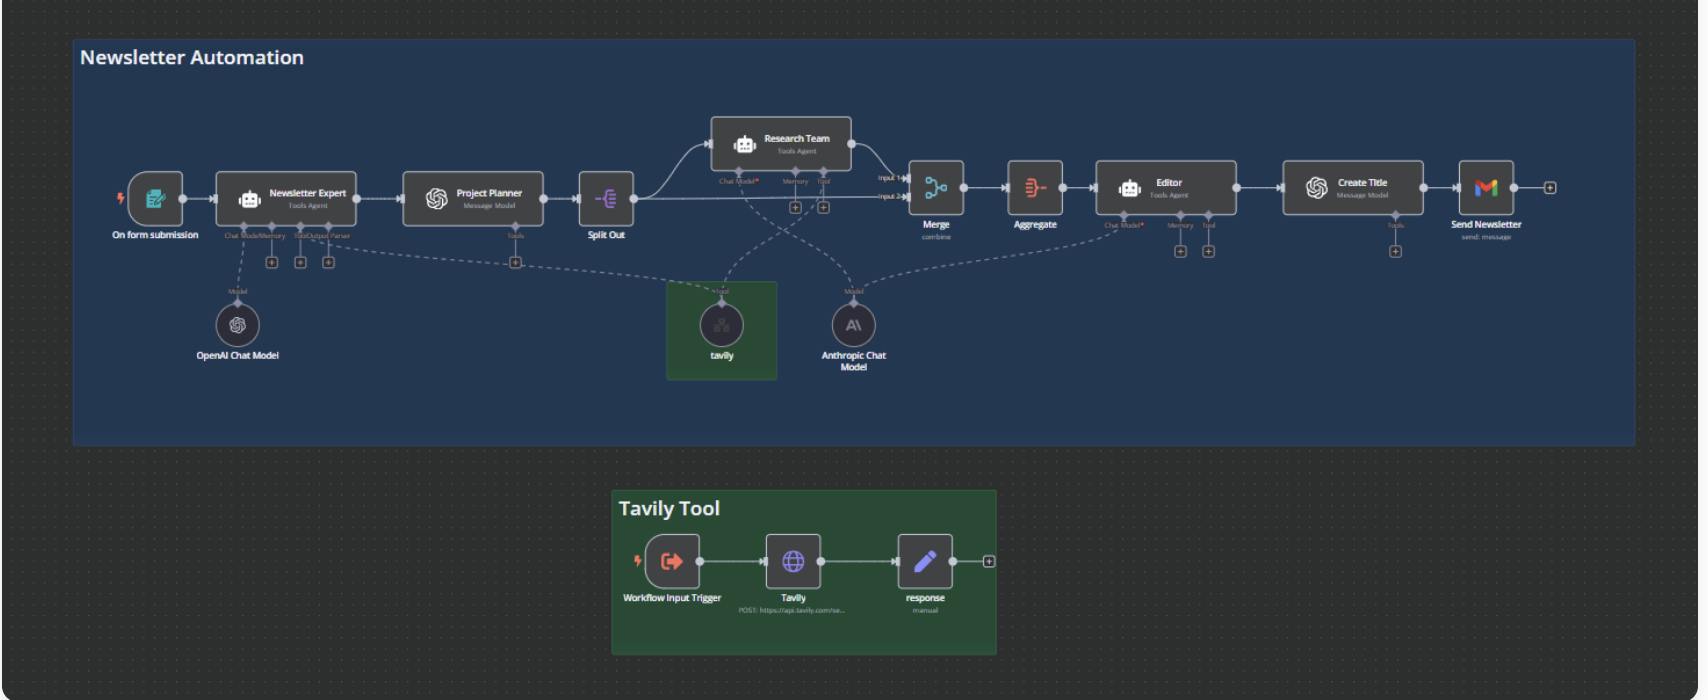 Newsletter Automation
On form submission
Newsletter Expert
Tools Agent
Chat Model
Memory
Tool
Output Parser
Model
OpenAI Chat Model
Project Planner
Message Model
Tools
Split Out
Research Team
Tools Agent
Chat Model*
Memory
Tool
Input 1
Input 2
Merge
combine
Aggregate
Editor
Tools Agent
Chat Model*
Memory
Tool
Create Title
Message Model
Tools
Send Newsletter
send: message
Tool
tavily
Model
Anthropic Chat
Model
Tavily Tool
Workflow Input Trigger
Tavily
POST: https://api.tavily.com/se...
response
manual